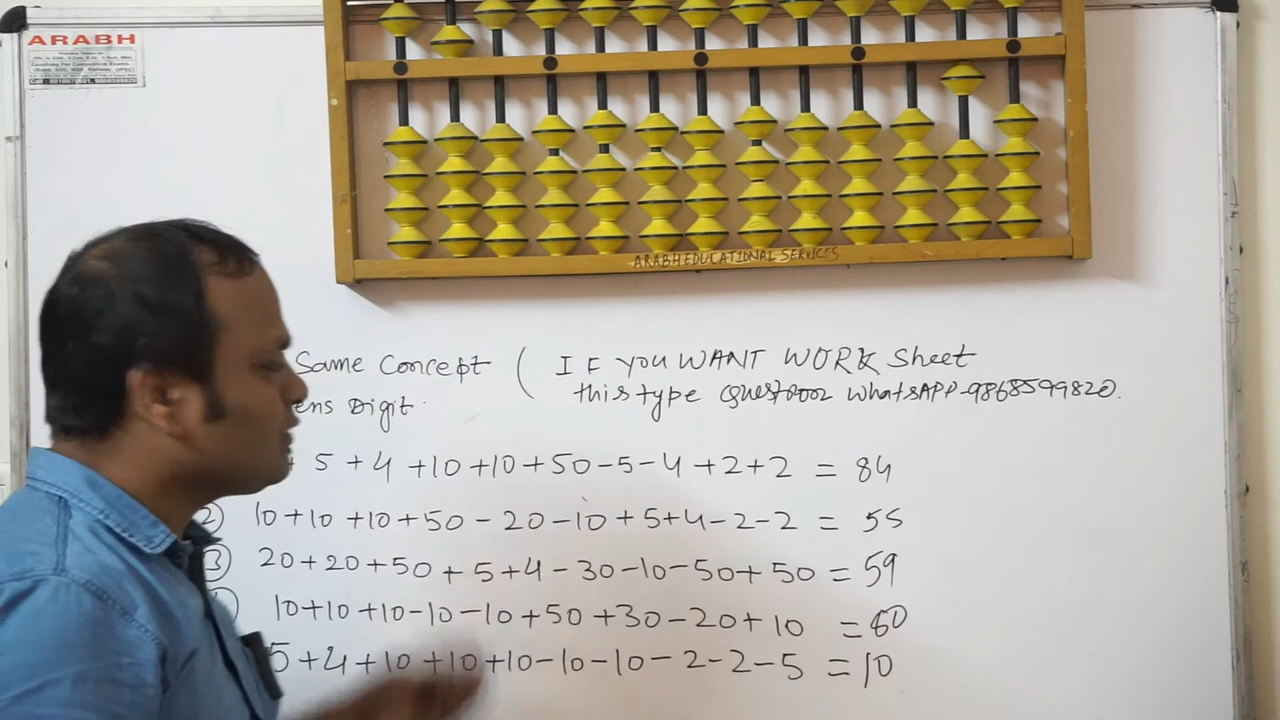 ARABH
ARABH EDUCATIONAL SERVICES
Same Concept ( IF YOU WANT WORK Sheet
ens Digit. this type Question WhatsAPP-9868599820.
+ 5 + 4 +10 +10 +50 -5 -4 +2 +2 = 84
2) 10+10 +10 +50 - 20 -10 +5+4 -2 -2 = 55
3 20 +20 +50 + 5 +4 - 30 -10 -50 + 50 = 59
10+10 +10 -10 -10 +50 +30 -20 + 10 = 80
5 +4 +10 +10 +10 -10 -10 - 2 -2 -5 = 10